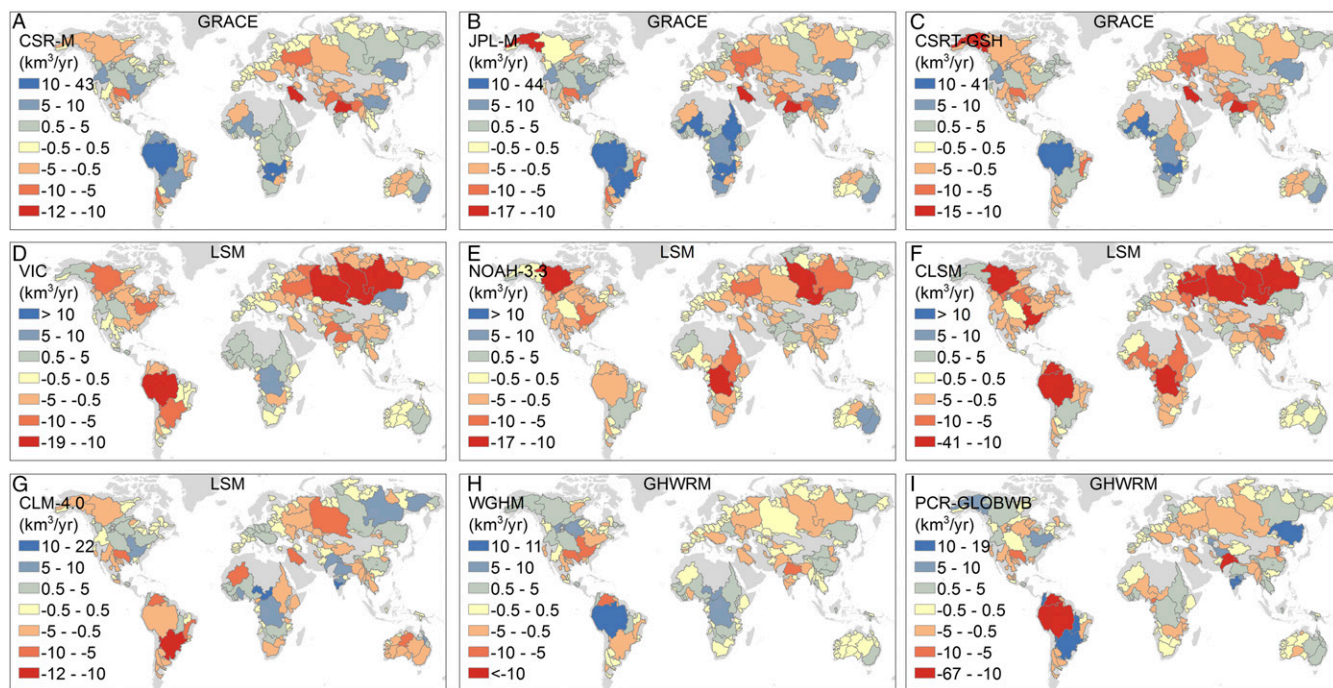 A GRACE
CSR-M
(km³/yr)
10 - 43
5 - 10
0.5 - 5
-0.5 - 0.5
-5 - -0.5
-10 - -5
-12 - -10
B GRACE
JPL-M
(km³/yr)
10 - 44
5 - 10
0.5 - 5
-0.5 - 0.5
-5 - -0.5
-10 - -5
-17 - -10
C GRACE
CSRT-GSH
(km³/yr)
10 - 41
5 - 10
0.5 - 5
-0.5 - 0.5
-5 - -0.5
-10 - -5
-15 - -10
D LSM
VIC
(km³/yr)
> 10
5 - 10
0.5 - 5
-0.5 - 0.5
-5 - -0.5
-10 - -5
-19 - -10
E LSM
NOAH-3.3
(km³/yr)
> 10
5 - 10
0.5 - 5
-0.5 - 0.5
-5 - -0.5
-10 - -5
-17 - -10
F LSM
CLSM
(km³/yr)
> 10
5 - 10
0.5 - 5
-0.5 - 0.5
-5 - -0.5
-10 - -5
-41 - -10
G LSM
CLM-4.0
(km³/yr)
10 - 22
5 - 10
0.5 - 5
-0.5 - 0.5
-5 - -0.5
-10 - -5
-12 - -10
H GHWRM
WGHM
(km³/yr)
10 - 11
5 - 10
0.5 - 5
-0.5 - 0.5
-5 - -0.5
-10 - -5
<-10
I GHWRM
PCR-GLOBWB
(km³/yr)
10 - 19
5 - 10
0.5 - 5
-0.5 - 0.5
-5 - -0.5
-10 - -5
-67 - -10